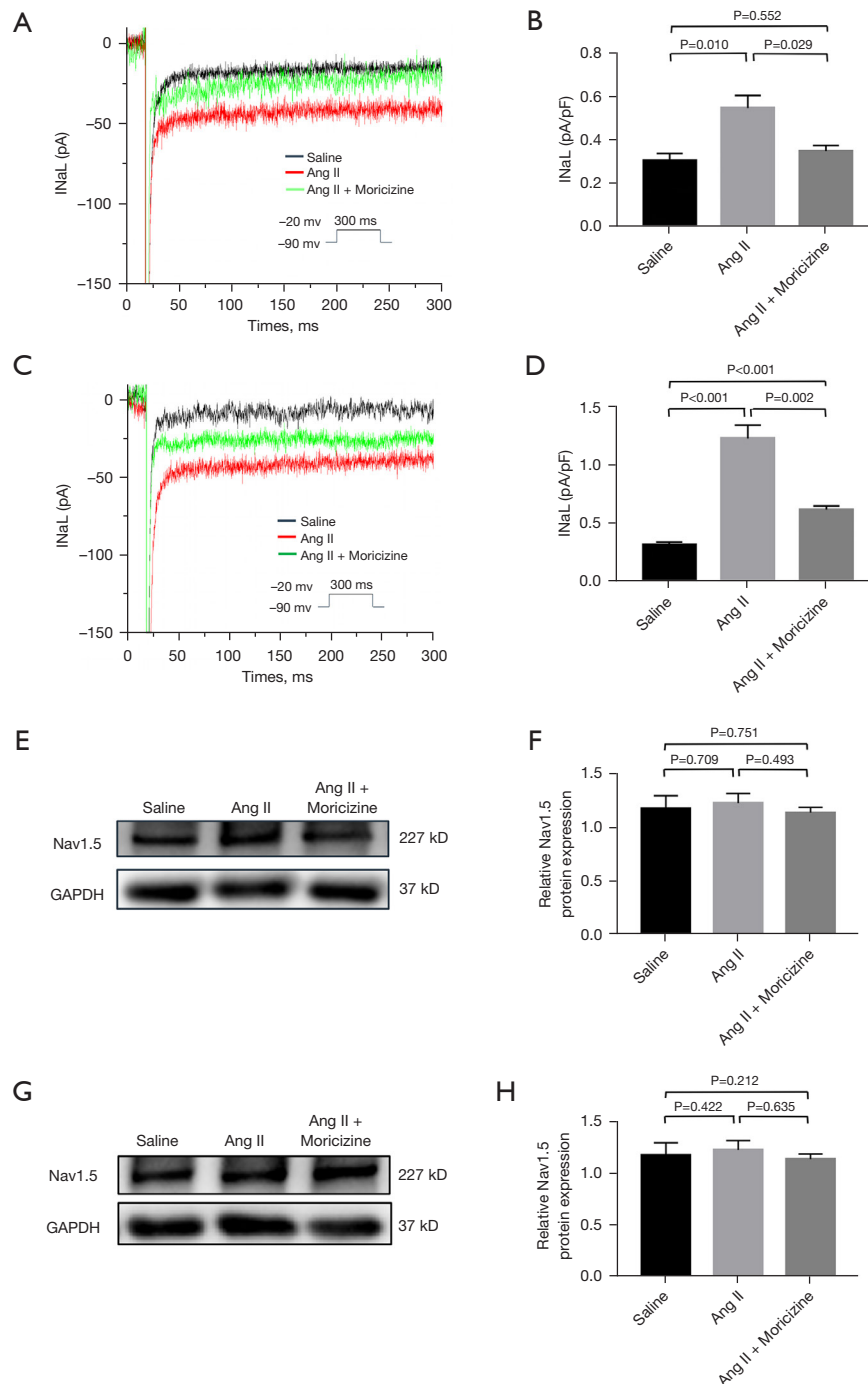 A
0
−50
−100
−150
INaL (pA)
Saline
Ang II
Ang II + Moricizine
−20 mv
300 ms
−90 mv
0
50
100
150
200
250
300
Times, ms
B
P=0.552
P=0.010
P=0.029
0.8
0.6
0.4
0.2
0.0
INaL (pA/pF)
Saline
Ang II
Ang II + Moricizine
C
0
−50
−100
−150
INaL (pA)
Saline
Ang II
Ang II + Moricizine
−20 mv
300 ms
−90 mv
0
50
100
150
200
250
300
Times, ms
D
P<0.001
P<0.001
P=0.002
1.5
1.0
0.5
0.0
INaL (pA/pF)
Saline
Ang II
Ang II + Moricizine
E
Saline
Ang II
Ang II +
Moricizine
Nav1.5
227 kD
GAPDH
37 kD
F
P=0.751
P=0.709
P=0.493
1.5
1.0
0.5
0.0
Relative Nav1.5
protein expression
Saline
Ang II
Ang II + Moricizine
G
Saline
Ang II
Ang II +
Moricizine
Nav1.5
227 kD
GAPDH
37 kD
H
P=0.212
P=0.422
P=0.635
1.5
1.0
0.5
0.0
Relative Nav1.5
protein expression
Saline
Ang II
Ang II + Moricizine